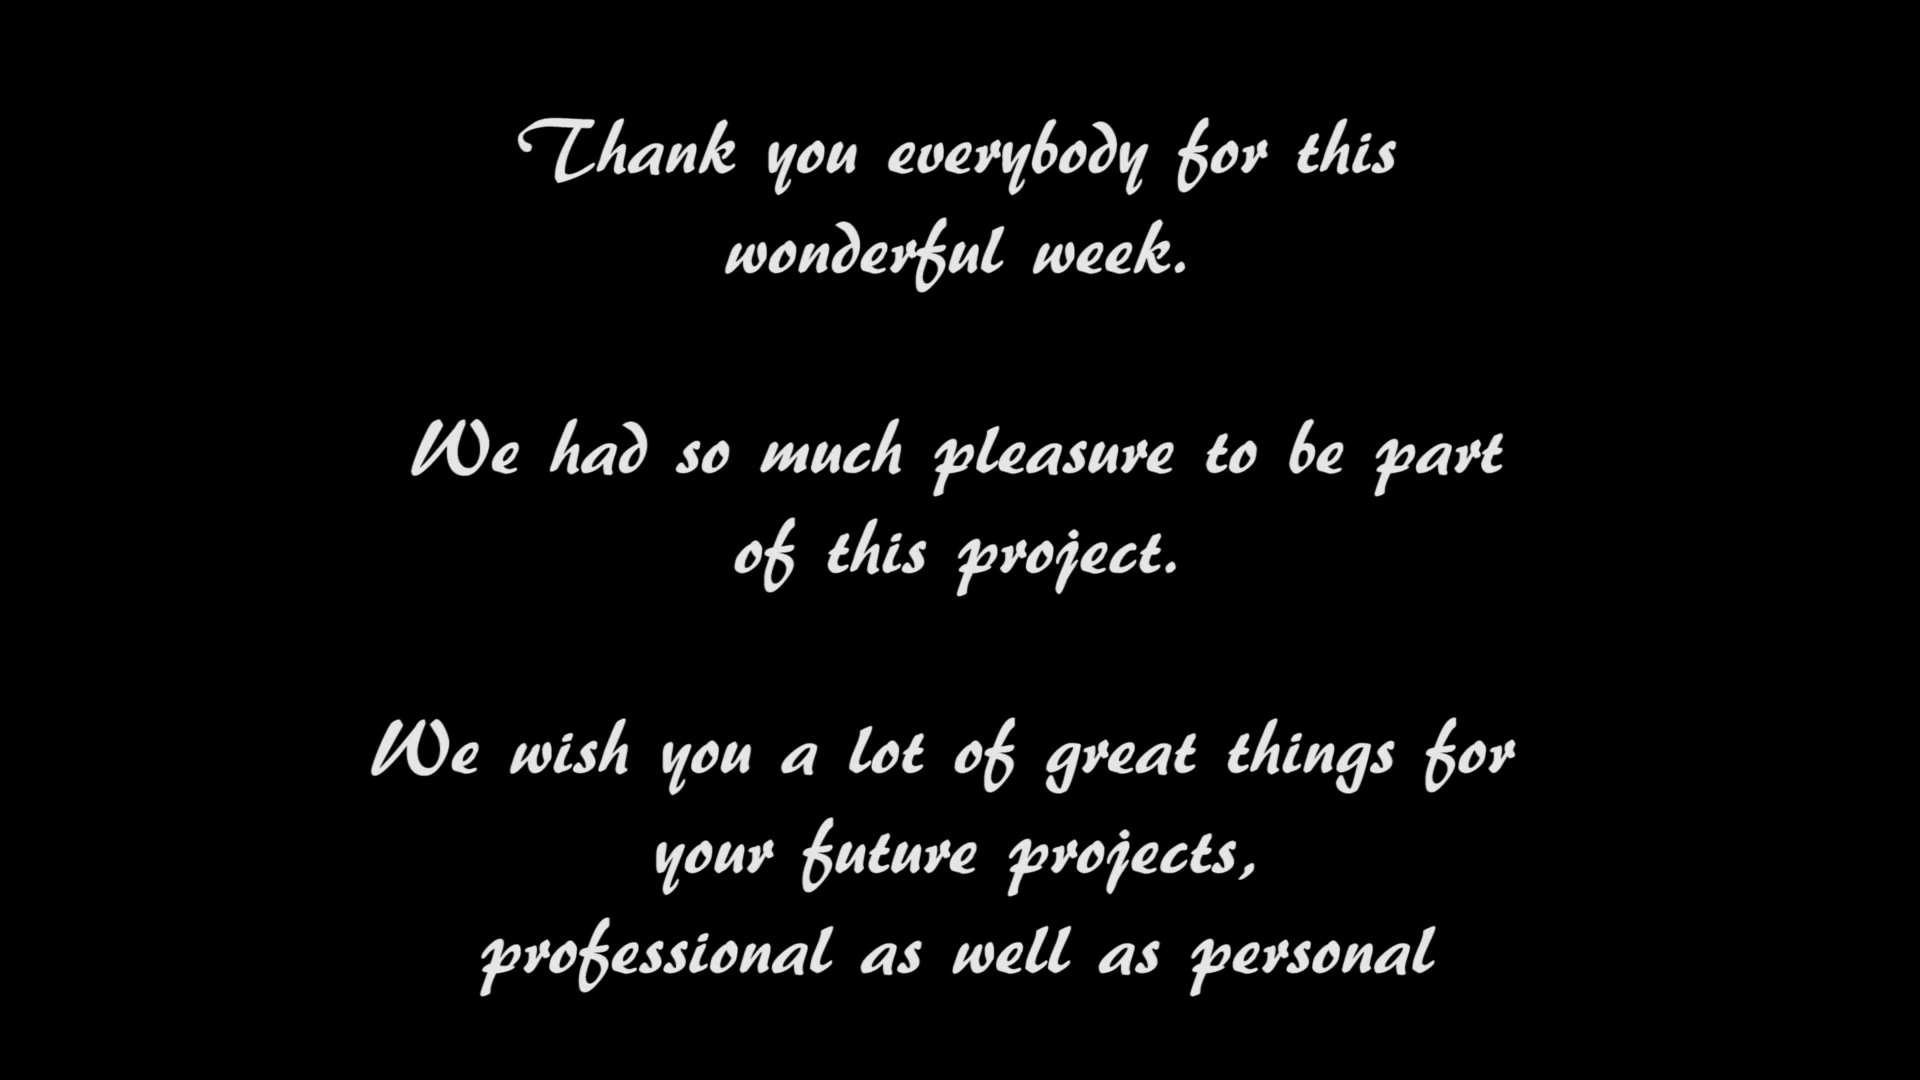 Thank you everybody for this
wonderful week.
We had so much pleasure to be part
of this project.
We wish you a lot of great things for
your future projects,
professional as well as personal